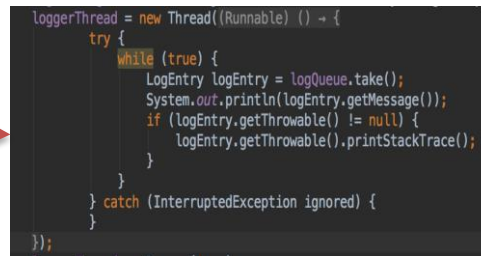 loggerThread = new Thread((Runnable) () → {
try {
while (true) {
LogEntry logEntry = logQueue.take();
System.out.println(logEntry.getMessage());
if (logEntry.getThrowable() != null) {
logEntry.getThrowable().printStackTrace();
}
}
} catch (InterruptedException ignored) {
}
});